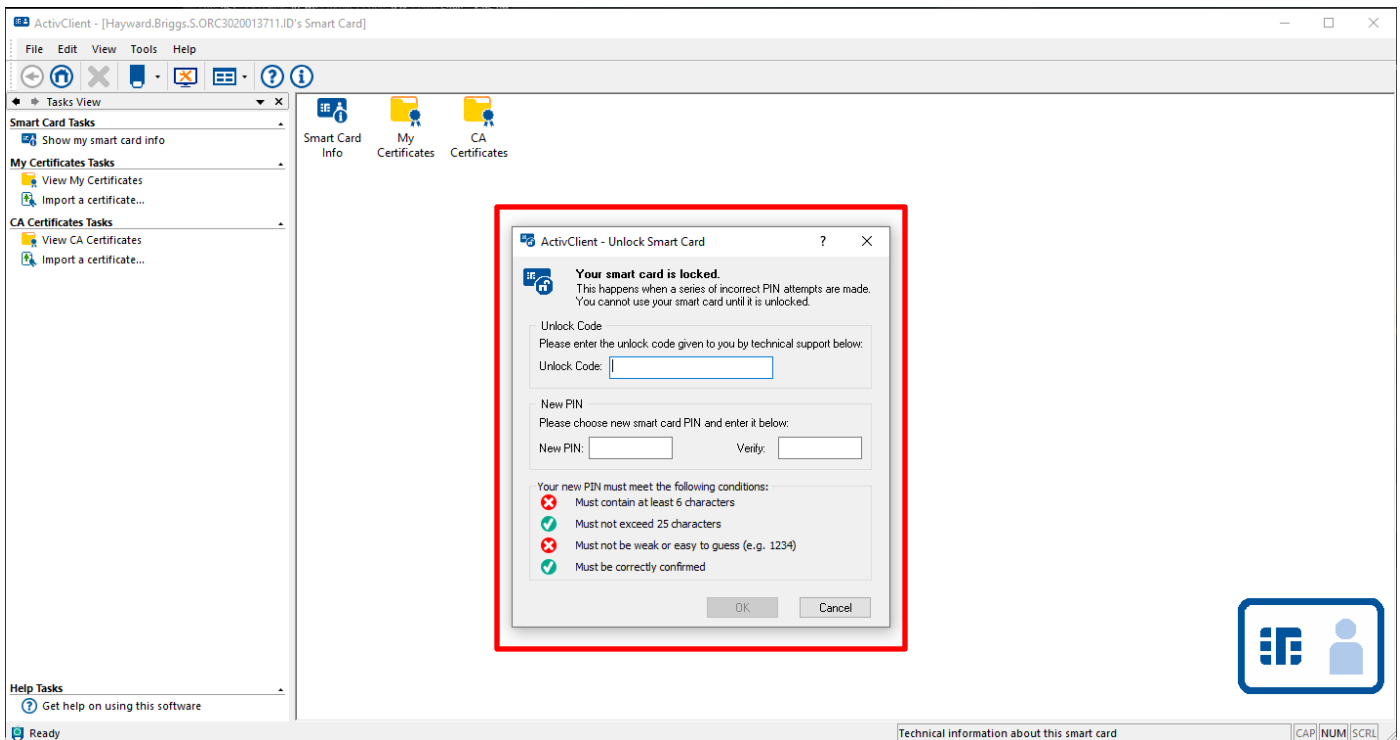 ActivClient - [Hayward.Briggs.S.ORC3020013711.ID's Smart Card]
File Edit View Tools Help
Tasks View
Smart Card Tasks
Show my smart card info
My Certificates Tasks
View My Certificates
Import a certificate...
CA Certificates Tasks
View CA Certificates
Import a certificate...
Smart Card Info
My Certificates
CA Certificates
ActivClient - Unlock Smart Card
Your smart card is locked.
This happens when a series of incorrect PIN attempts are made.
You cannot use your smart card until it is unlocked.
Unlock Code
Please enter the unlock code given to you by technical support below:
Unlock Code:
New PIN
Please choose new smart card PIN and enter it below:
New PIN: Verify:
Your new PIN must meet the following conditions:
Must contain at least 6 characters
Must not exceed 25 characters
Must not be weak or easy to guess (e.g. 1234)
Must be correctly confirmed
OK Cancel
Help Tasks
Get help on using this software
Ready
Technical information about this smart card
CAP NUM SCRL